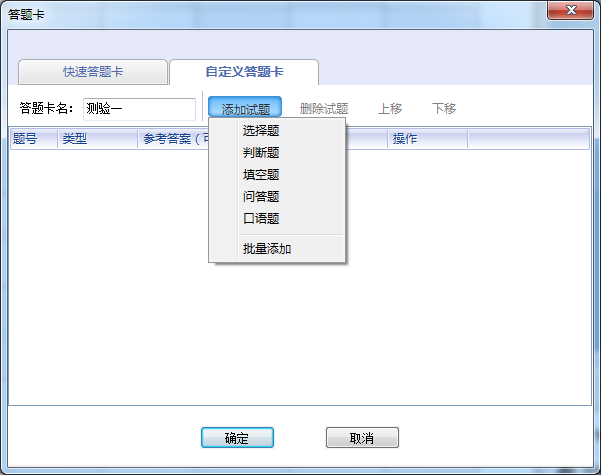 答题卡
快速答题卡 自定义答题卡
答题卡名： 测验一 添加试题 删除试题 上移 下移
题号 类型 参考答案（可 操作
选择题
判断题
填空题
问答题
口语题
批量添加
确定 取消